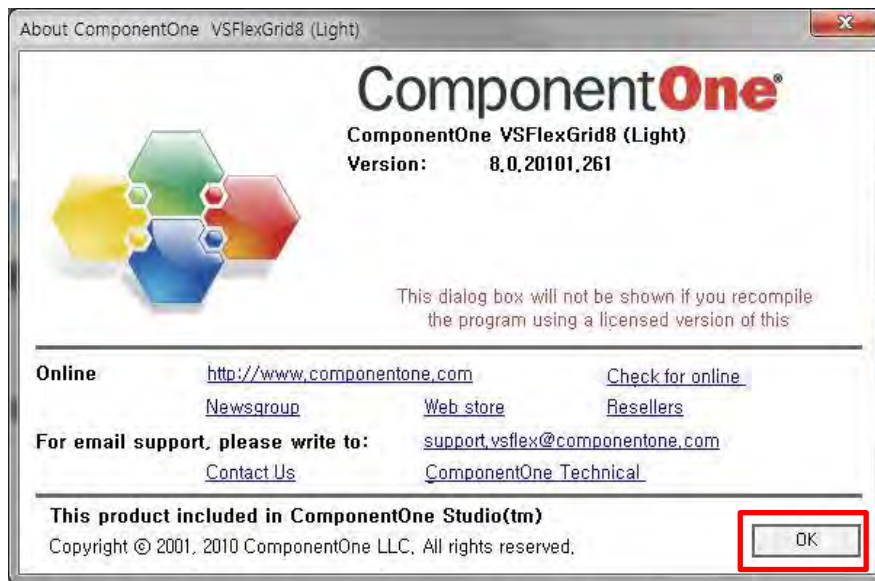 About ComponentOne VSFlexGrid8 (Light)
ComponentOne®
ComponentOne VSFlexGrid8 (Light)
Version: 8.0.20101.261
This dialog box will not be shown if you recompile
the program using a licensed version of this
Online http://www.componentone.com Check for online
Newsgroup Web store Resellers
For email support, please write to: support.vsflex@componentone.com
Contact Us ComponentOne Technical
This product included in ComponentOne Studio(tm)
Copyright © 2001, 2010 ComponentOne LLC. All rights reserved.
OK